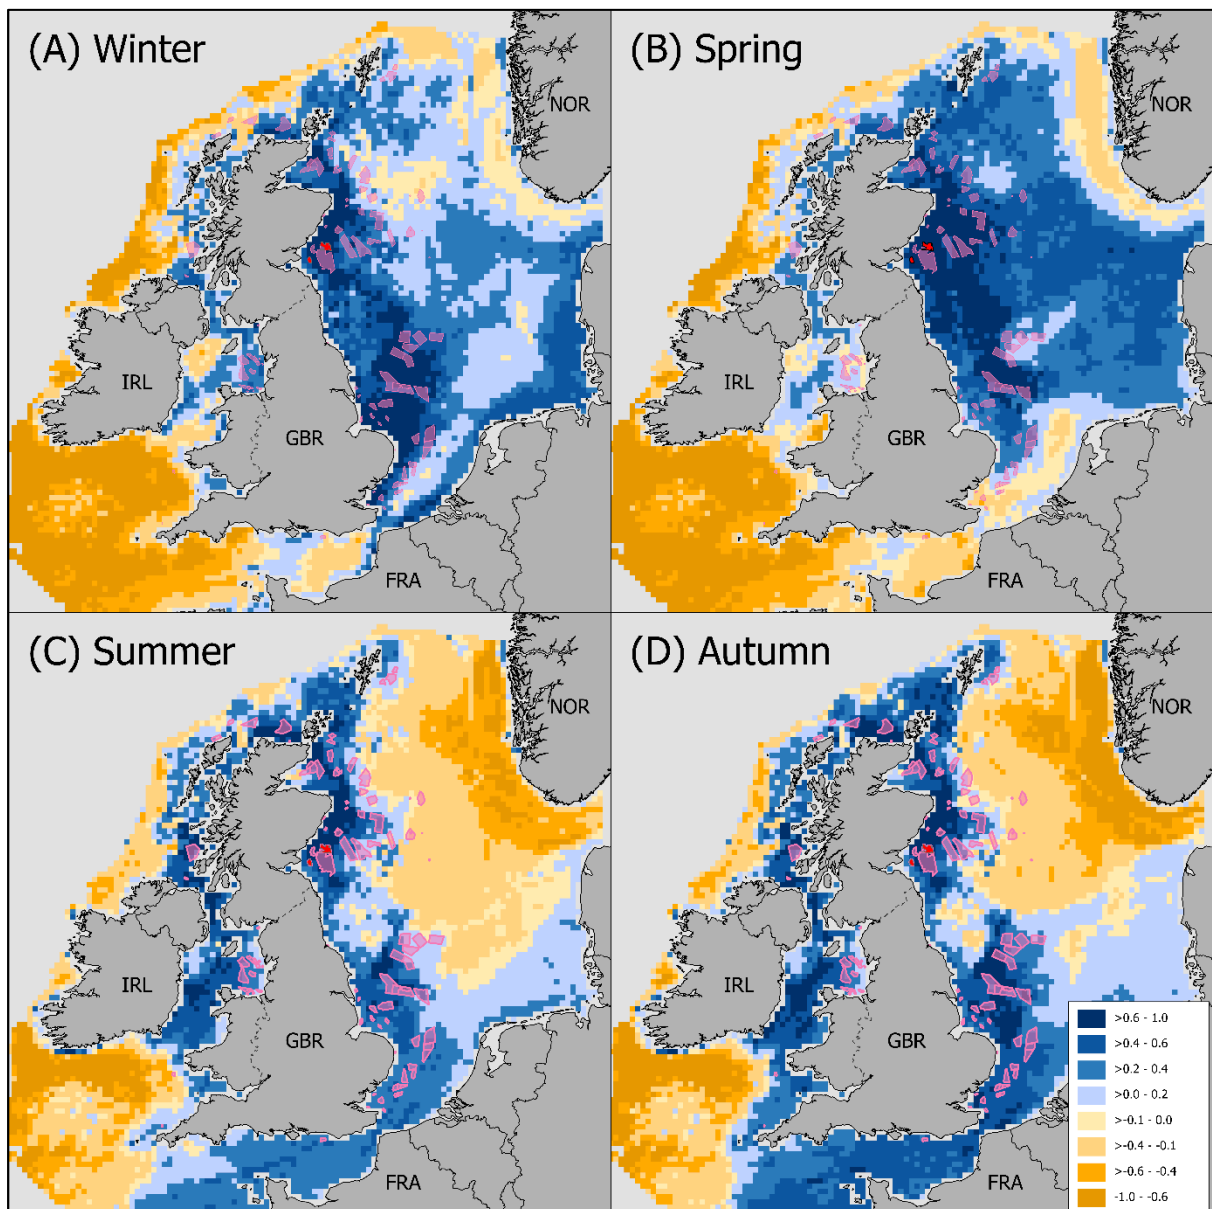 (A) Winter
NOR
IRL
GBR
FRA
(B) Spring
NOR
IRL
GBR
FRA
(C) Summer
NOR
IRL
GBR
FRA
(D) Autumn
NOR
IRL
GBR
FRA
>0.6 - 1.0
>0.4 - 0.6
>0.2 - 0.4
>0.0 - 0.2
>-0.1 - 0.0
>-0.4 - -0.1
>-0.6 - -0.4
-1.0 - -0.6